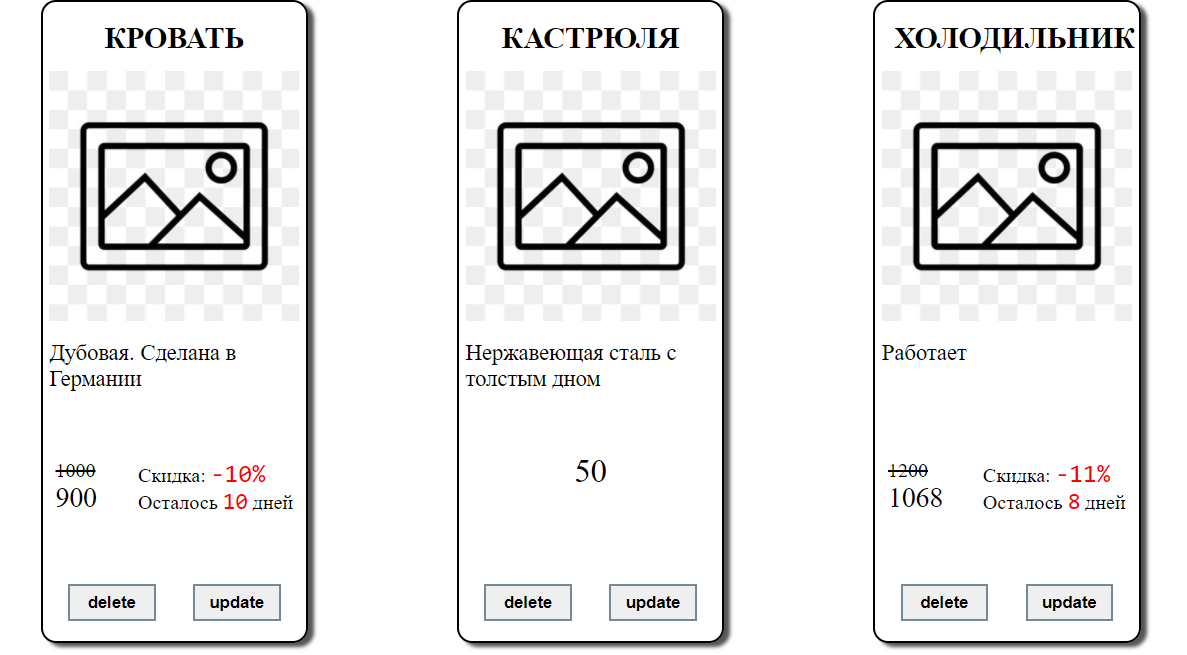 КРОВАТЬ
Дубовая. Сделана в
Германии
1000
900
Скидка: -10%
Осталось 10 дней
delete update
КАСТРЮЛЯ
Нержавеющая сталь с
толстым дном
50
delete update
ХОЛОДИЛЬНИК
Работает
1200
1068
Скидка: -11%
Осталось 8 дней
delete update